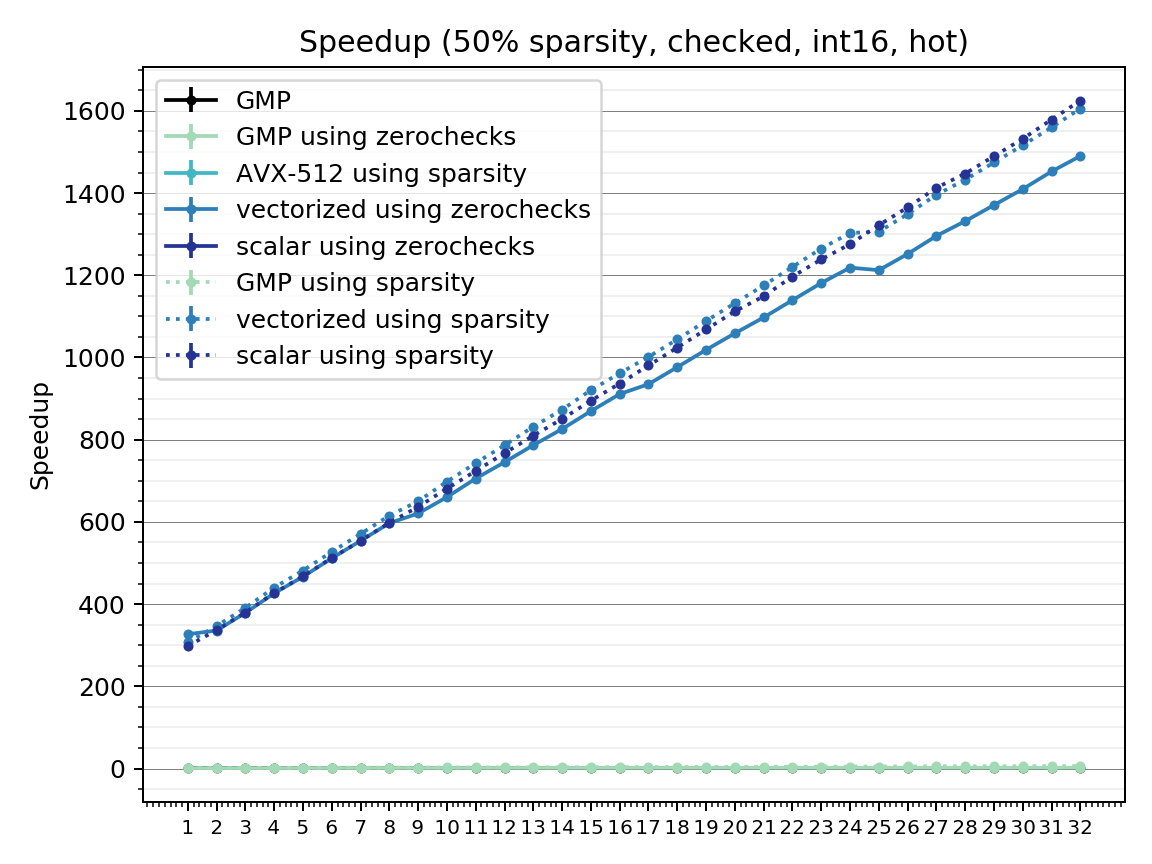 Speedup (50% sparsity, checked, int16, hot)
GMP
GMP using zerochecks
AVX-512 using sparsity
vectorized using zerochecks
scalar using zerochecks
GMP using sparsity
vectorized using sparsity
scalar using sparsity
Speedup
1600
1400
1200
1000
800
600
400
200
0
1 2 3 4 5 6 7 8 9 10 11 12 13 14 15 16 17 18 19 20 21 22 23 24 25 26 27 28 29 30 31 32